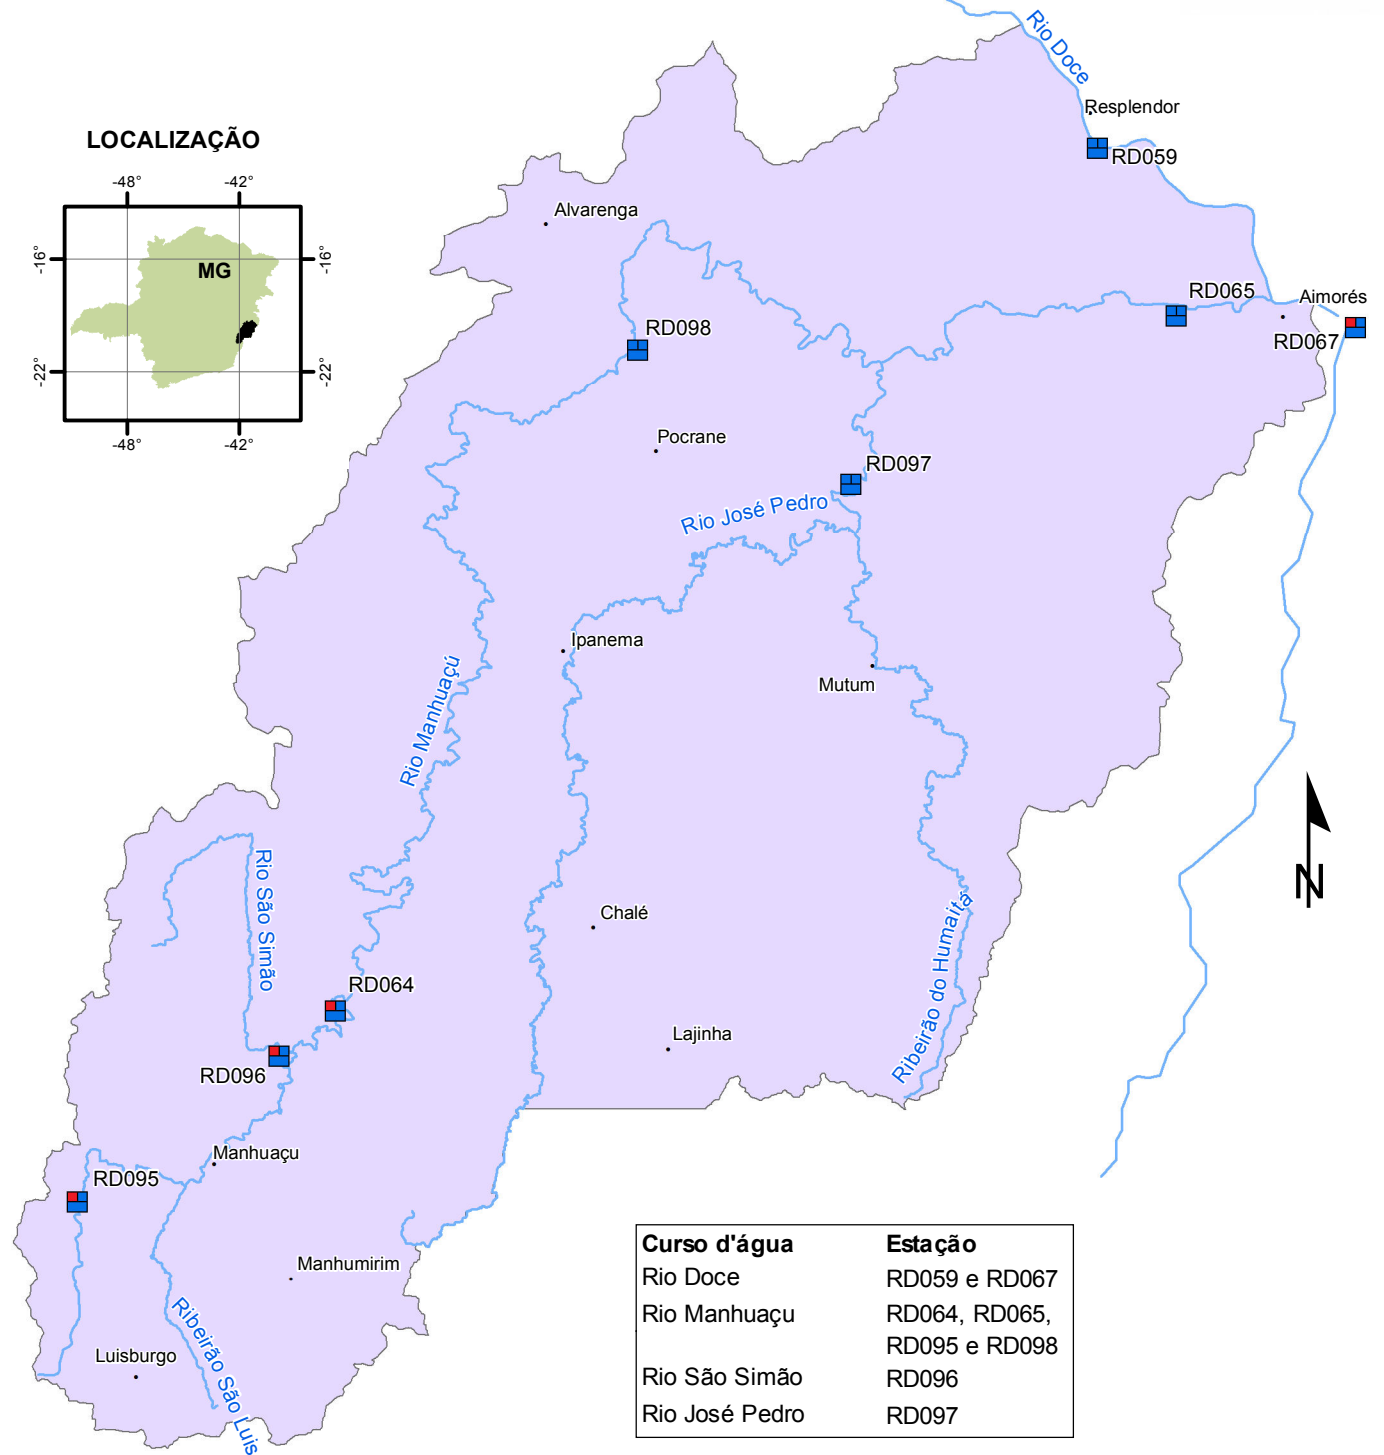 Rio Doce
Resplendor
LOCALIZAÇÃO
RD059
-48°
-42°
Alvarenga
-16°
-16°
MG
RD065
Aimorés
RD098
RD067
-22°
-22°
-48°
-42°
Pocrane
RD097
Rio José Pedro
Ipanema
Mutum
Rio Manhuaçú
Rio São Simão
Chalé
Ribeirão do Humaitá
N
RD064
Lajinha
RD096
Manhuaçu
RD095
Manhumirim
Ribeirão São Luis
Luisburgo
Curso d'água Estação
Rio Doce RD059 e RD067
Rio Manhuaçu RD064, RD065,
RD095 e RD098
Rio São Simão RD096
Rio José Pedro RD097